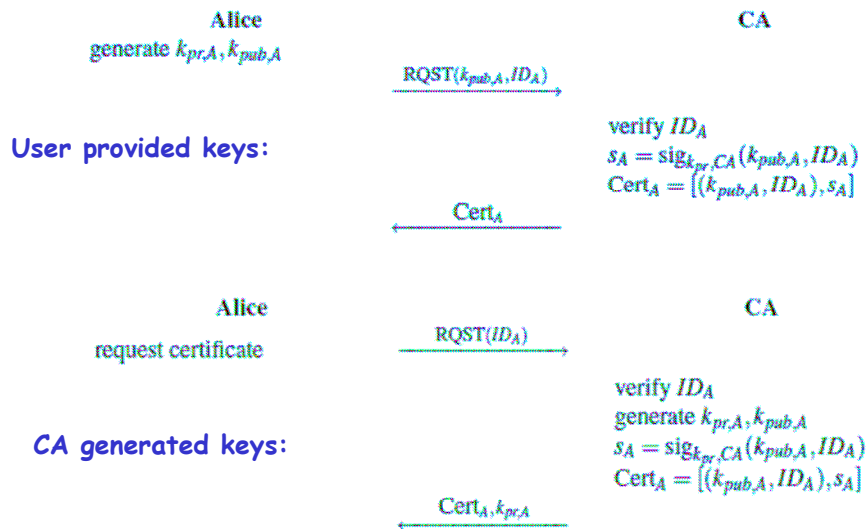 Alice CA
generate k_{pr,A}, k_{pub,A}
RQST(k_{pub,A}, ID_A)
verify ID_A
User provided keys:
s_A = sig_{k_{pr},CA}(k_{pub,A}, ID_A)
Cert_A = [(k_{pub,A}, ID_A), s_A]
Cert_A
Alice CA
request certificate RQST(ID_A)
verify ID_A
generate k_{pr,A}, k_{pub,A}
CA generated keys:
s_A = sig_{k_{pr},CA}(k_{pub,A}, ID_A)
Cert_A = [(k_{pub,A}, ID_A), s_A]
Cert_A, k_{pr,A}